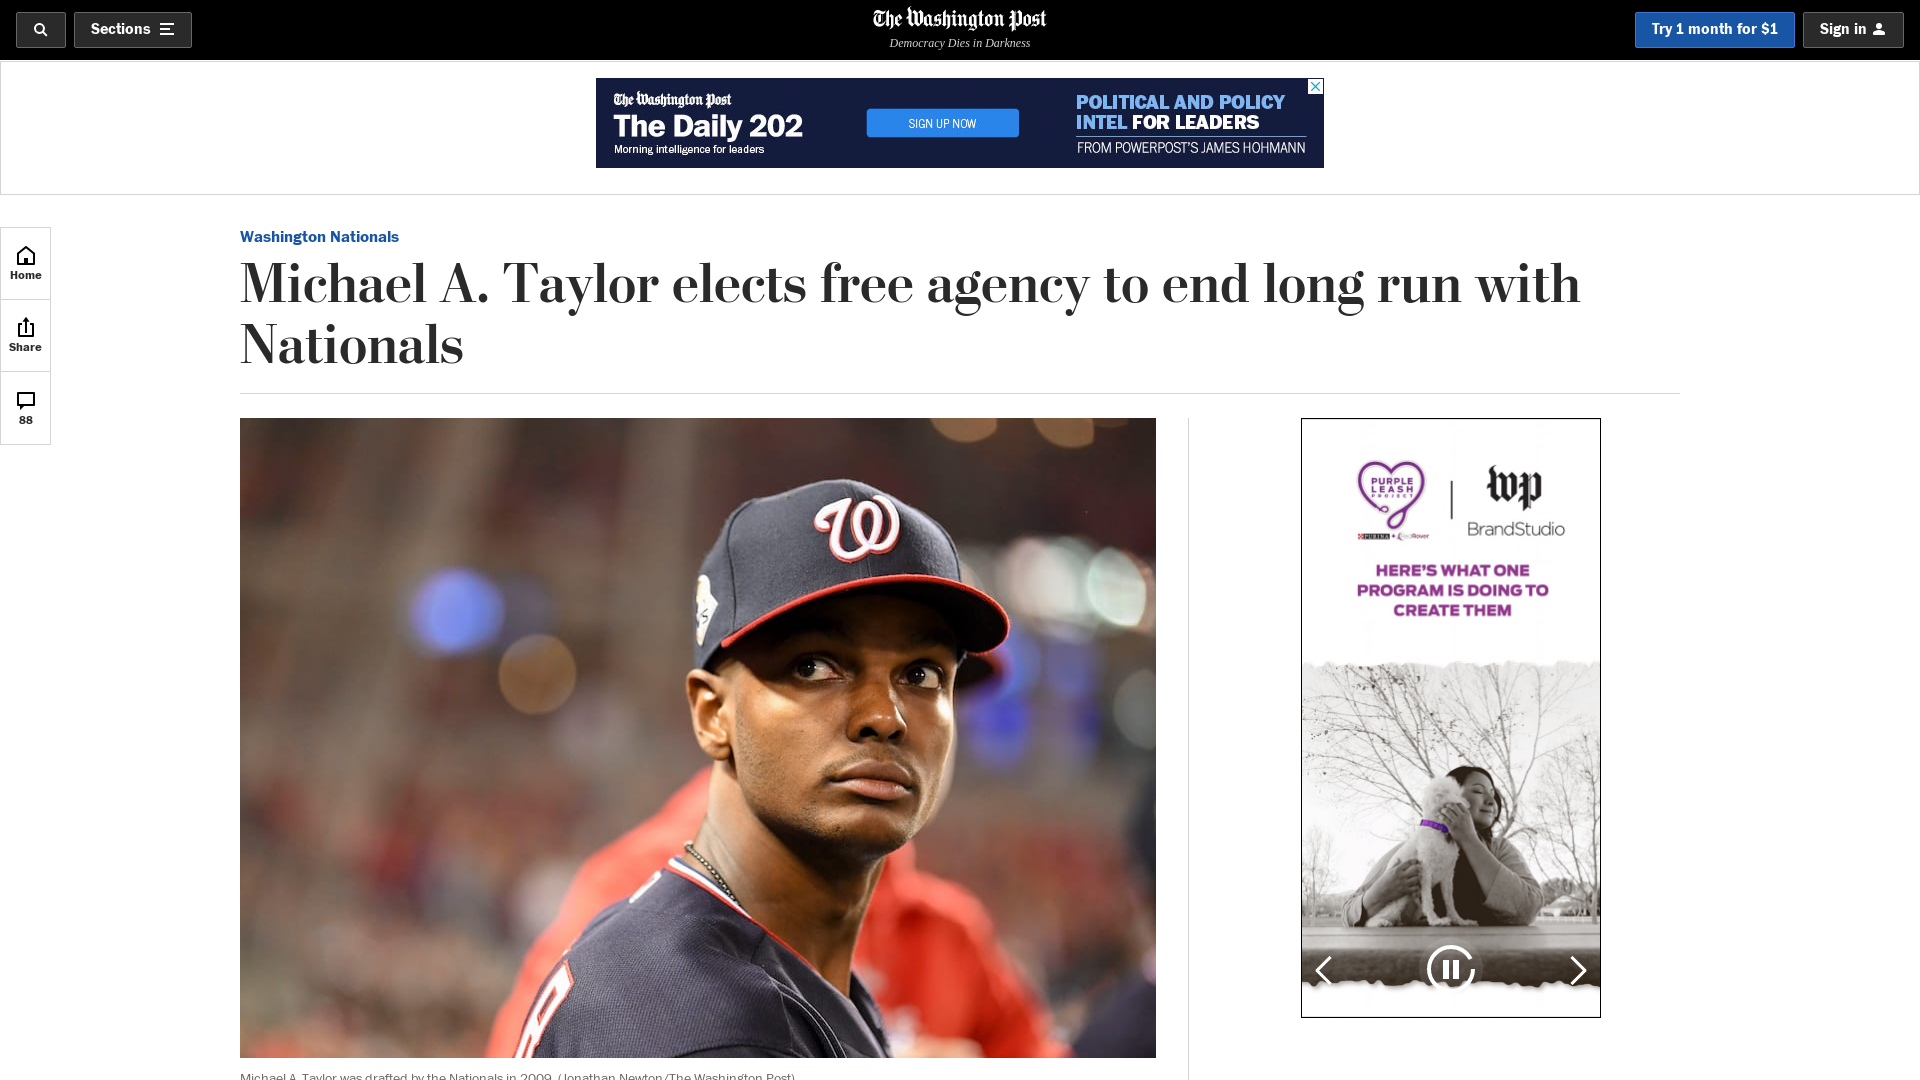 Sections
The Washington Post
Democracy Dies in Darkness
Try 1 month for $1
Sign in
The Washington Post
The Daily 202
Morning intelligence for leaders
SIGN UP NOW
POLITICAL AND POLICY
INTEL FOR LEADERS
FROM POWERPOST'S JAMES HOHMANN
Home
Share
88
Washington Nationals
Michael A. Taylor elects free agency to end long run with
Nationals
W
PURPLE
LEASH
PROJECT
PURINA
wp
BrandStudio
HERE'S WHAT ONE
PROGRAM IS DOING TO
CREATE THEM
Michael A. Taylor was drafted by the Nationals in 2009. (Jonathan Newton/The Washington Post)